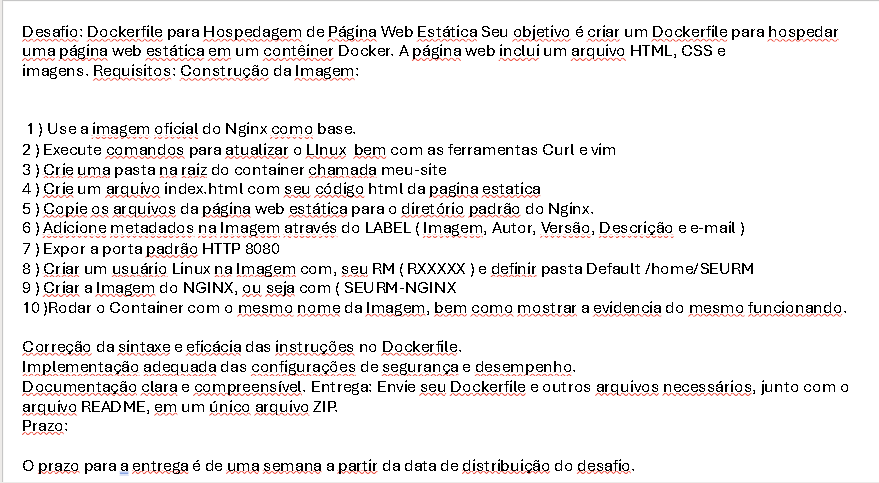 Desafio: Dockerfile para Hospedagem de Página Web Estática Seu objetivo é criar um Dockerfile para hospedar
uma página web estática em um contêiner Docker. A página web inclui um arquivo HTML, CSS e
imagens. Requisitos: Construção da Imagem:
1 ) Use a imagem oficial do Nginx como base.
2 ) Execute comandos para atualizar o LInux bem com as ferramentas Curl e vim
3 ) Crie uma pasta na raiz do container chamada meu-site
4 ) Crie um arquivo index.html com seu código html da pagina estatica
5 ) Copie os arquivos da página web estática para o diretório padrão do Nginx.
6 ) Adicione metadados na Imagem através do LABEL ( Imagem, Autor, Versão, Descrição e e-mail )
7 ) Expor a porta padrão HTTP 8080
8 ) Criar um usuário Linux na Imagem com, seu RM ( RXXXXX ) e definir pasta Default /home/SEURM
9 ) Criar a Imagem do NGINX, ou seja com ( SEURM-NGINX
10 )Rodar o Container com o mesmo nome da Imagem, bem como mostrar a evidencia do mesmo funcionando.
Correção da sintaxe e eficácia das instruções no Dockerfile.
Implementação adequada das configurações de segurança e desempenho.
Documentação clara e compreensível. Entrega: Envie seu Dockerfile e outros arquivos necessários, junto com o
arquivo README, em um único arquivo ZIP.
Prazo:
O prazo para a entrega é de uma semana a partir da data de distribuição do desafio.